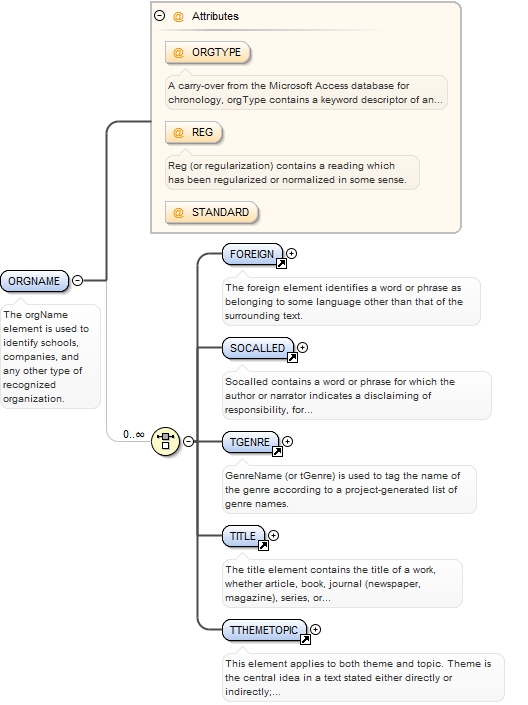 @ Attributes
@ ORGTYPE
A carry-over from the Microsoft Access database for
chronology, orgType contains a keyword descriptor of an...
@ REG
Reg (or regularization) contains a reading which
has been regularized or normalized in some sense.
@ STANDARD
ORGNAME
The orgName
element is used to
identify schools,
companies, and
any other type of
recognized
organization.
0..∞
FOREIGN
The foreign element identifies a word or phrase as
belonging to some language other than that of the
surrounding text.
SOCALLED
Socalled contains a word or phrase for which the
author or narrator indicates a disclaiming of
responsibility, for...
TGENRE
GenreName (or tGenre) is used to tag the name of
the genre according to a project-generated list of
genre names.
TITLE
The title element contains the title of a work,
whether article, book, journal (newspaper,
magazine), series, or...
TTHEMETOPIC
This element applies to both theme and topic. Theme is
the central idea in a text stated either directly or
indirectly;...